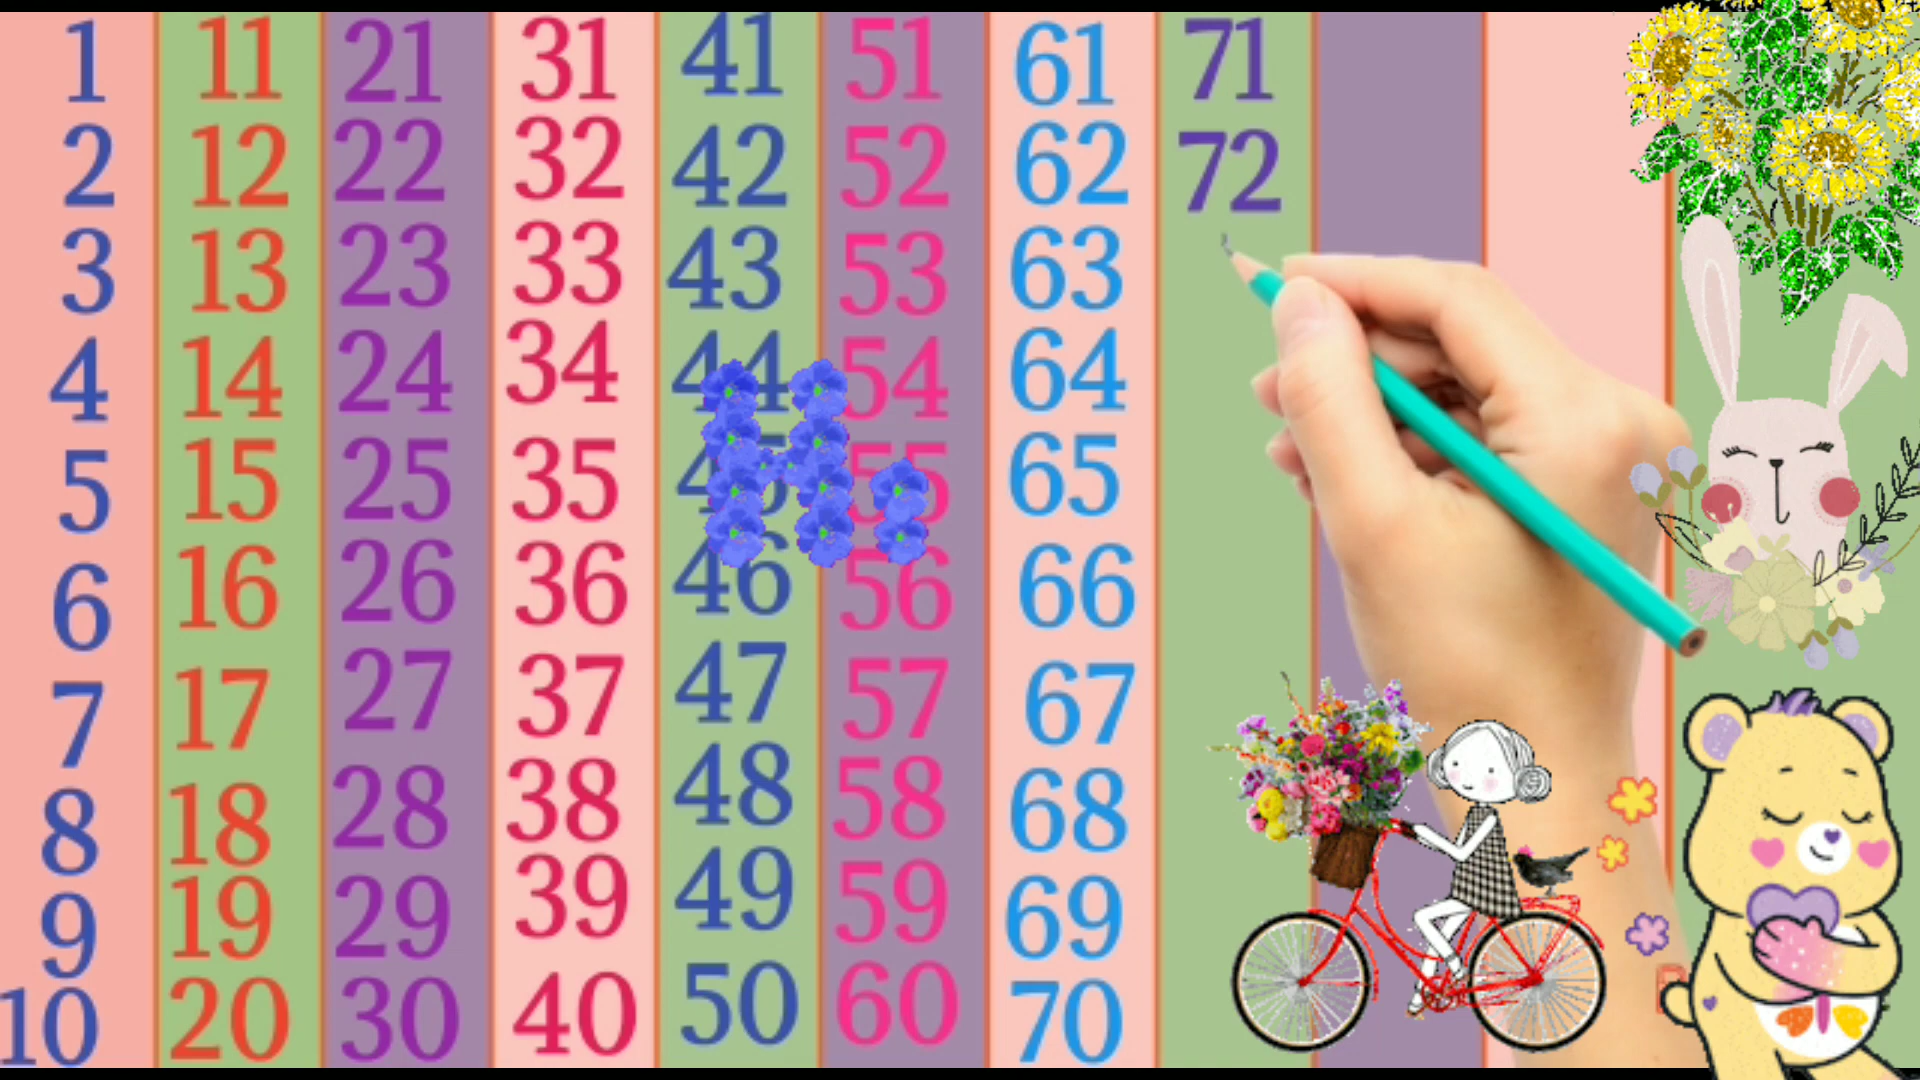 1 11 21 31 41 51 61 71
2 12 22 32 42 52 62 72
3 13 23 33 43 53 63
4 14 24 34 44 54 64
5 15 25 35 45 55 65
6 16 26 36 46 56 66
7 17 27 37 47 57 67
8 18 28 38 48 58 68
9 19 29 39 49 59 69
10 20 30 40 50 60 70
Hi